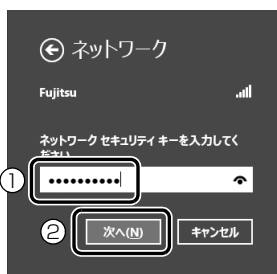 ネットワーク
Fujitsu
ネットワーク セキュリティ キーを入力してく
ださい
①
••••••••••
②
次へ(N)
キャンセル